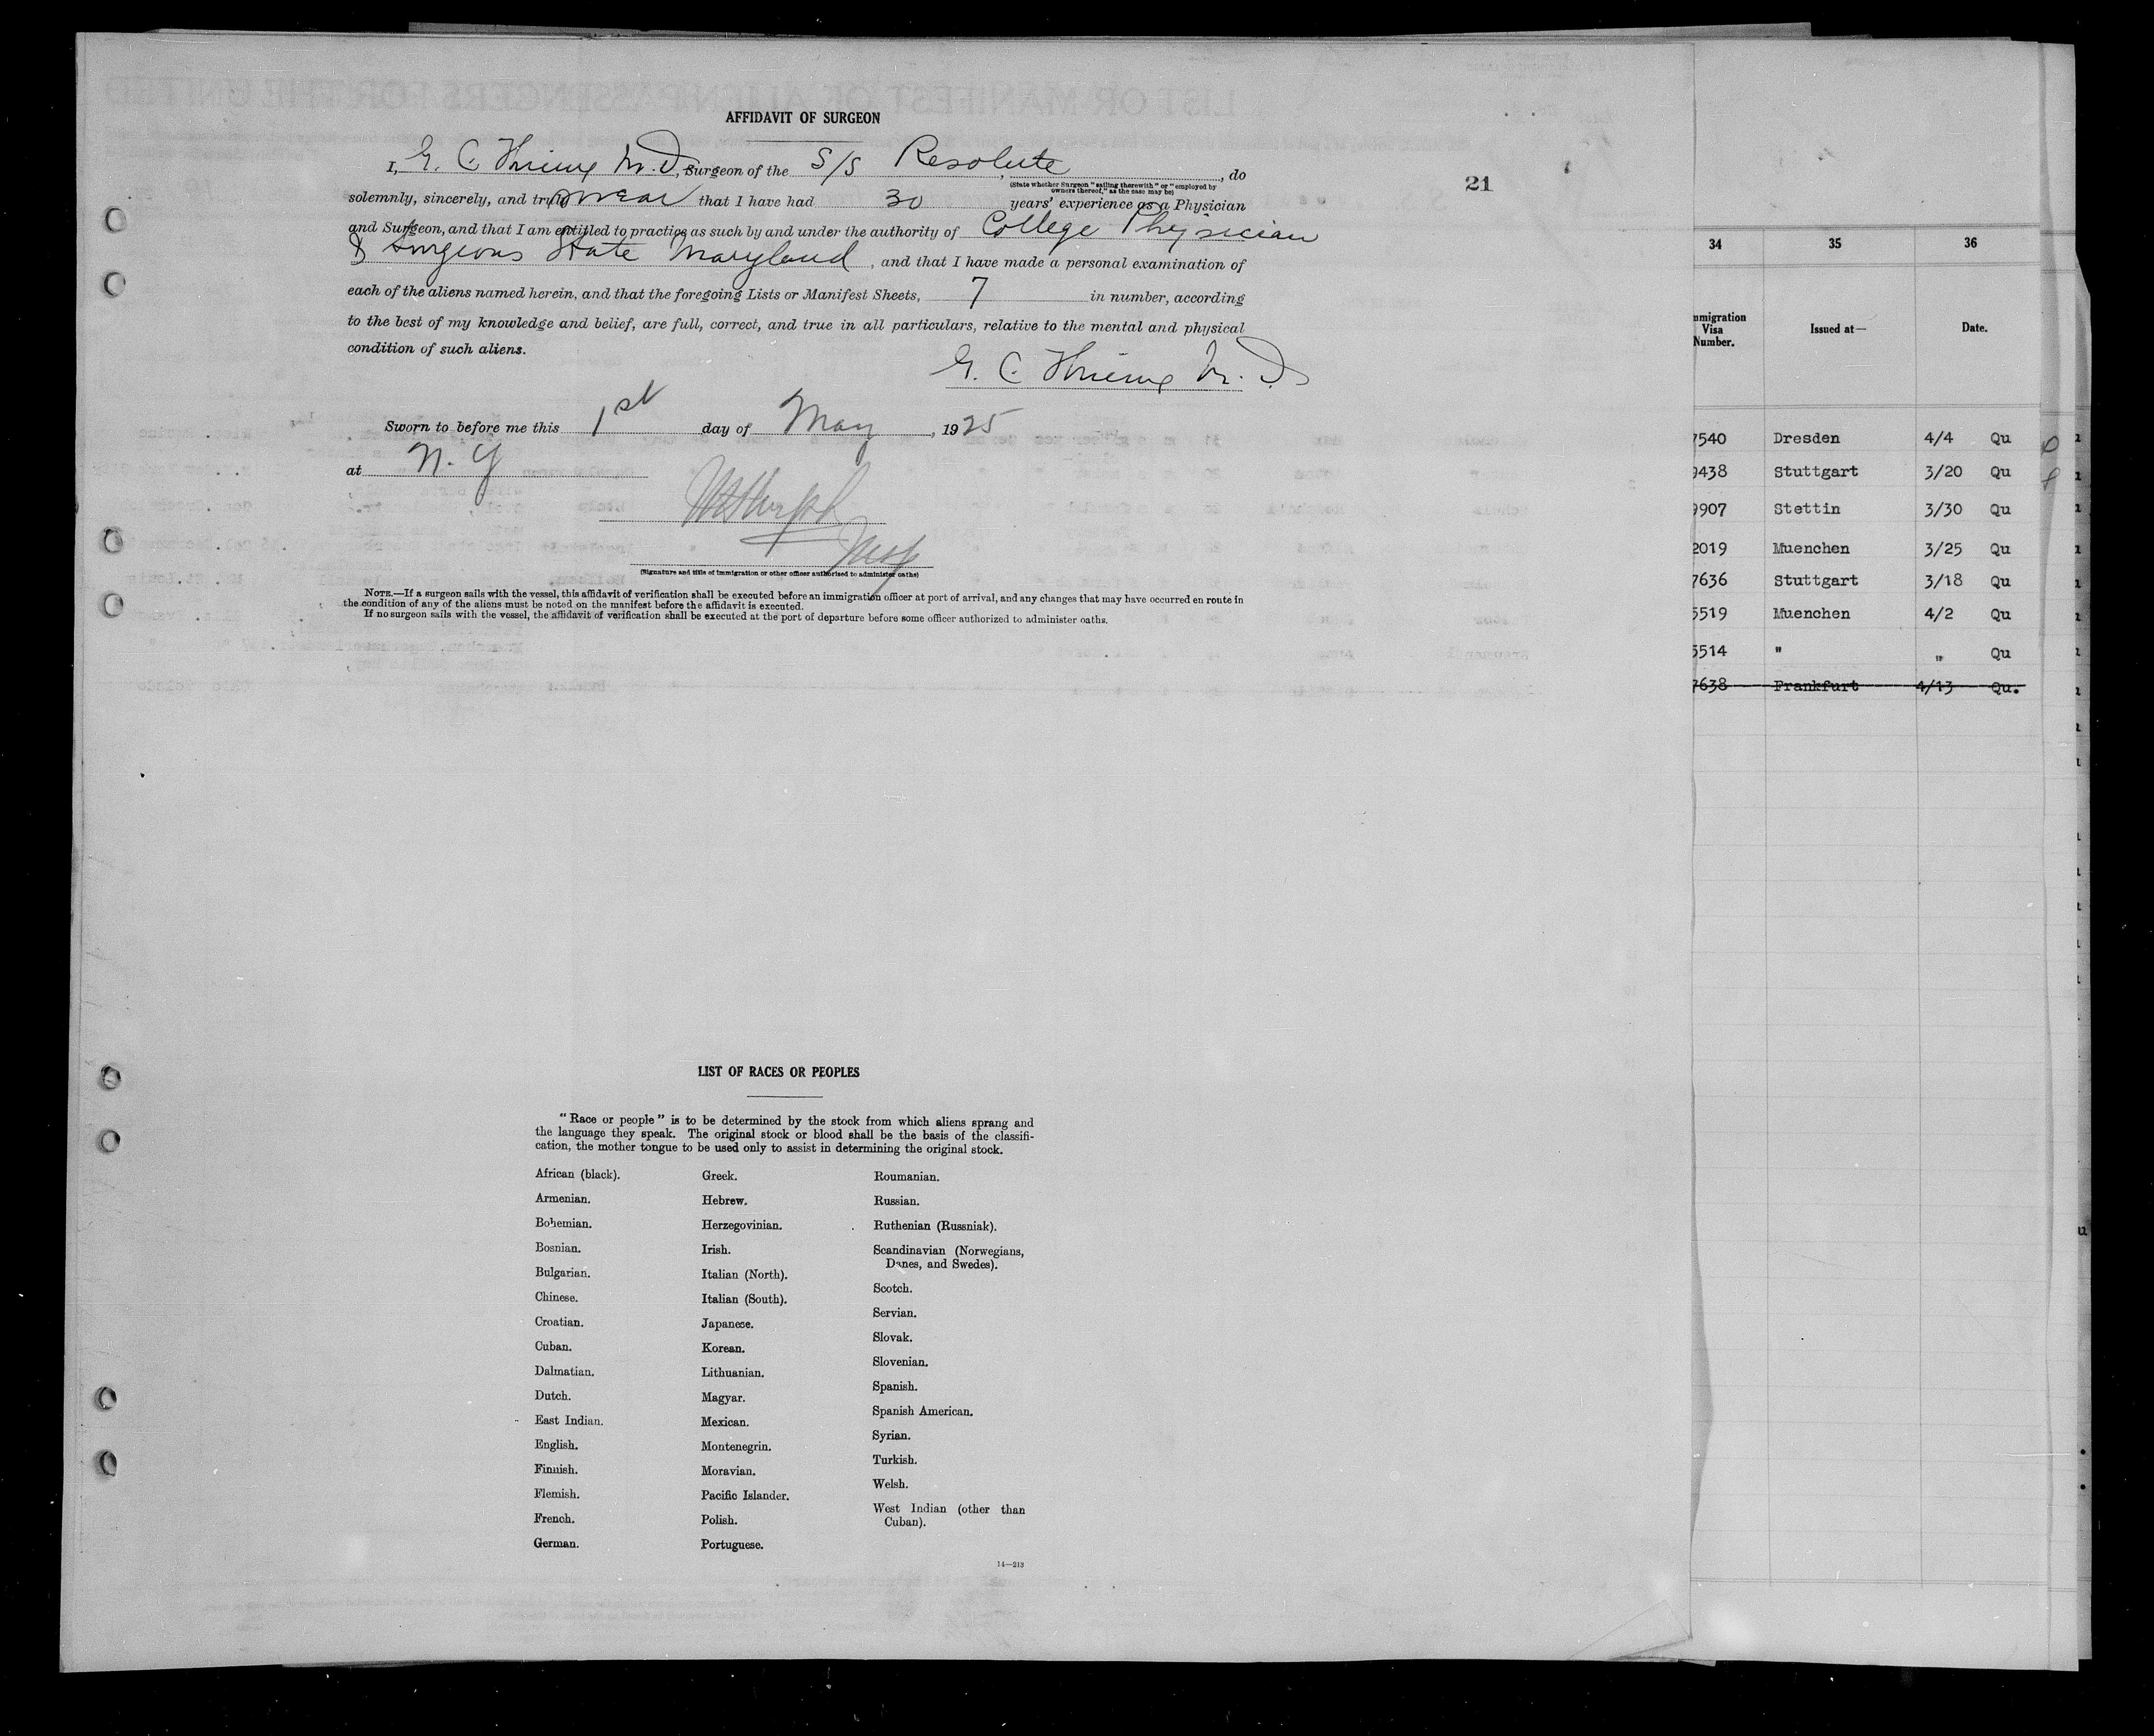 AFFIDAVIT OF SURGEON
I, E. C. M.D., Surgeon of the S/S Resolute, do
(State whether Surgeon "sailing therewith" or "employed by owners thereof," as the case may be)
solemnly, sincerely, and truly swear that I have had 30 years' experience as a Physician
and Surgeon, and that I am entitled to practice as such by and under the authority of College Physician
& Surgeons State Maryland, and that I have made a personal examination of
each of the aliens named herein, and that the foregoing Lists or Manifest Sheets, 7 in number, according
to the best of my knowledge and belief, are full, correct, and true in all particulars, relative to the mental and physical
condition of such aliens.
C. M.D.
Sworn to before me this 1st day of May, 1925
at N. Y
(Signature and title of immigration or other officer authorized to administer oaths)
NOTE.—If a surgeon sails with the vessel, this affidavit of verification shall be executed before an immigration officer at port of arrival, and any changes that may have occurred en route in
the condition of any of the aliens must be noted on the manifest before the affidavit is executed.
If no surgeon sails with the vessel, the affidavit of verification shall be executed at the port of departure before some officer authorized to administer oaths.
LIST OF RACES OR PEOPLES
"Race or people" is to be determined by the stock from which aliens sprang and
the language they speak. The original stock or blood shall be the basis of the classifi-
cation, the mother tongue to be used only to assist in determining the original stock.
African (black).
Armenian.
Bohemian.
Bosnian.
Bulgarian.
Chinese.
Croatian.
Cuban.
Dalmatian.
Dutch.
East Indian.
English.
Finnish.
Flemish.
French.
German.
Greek.
Hebrew.
Herzegovinian.
Irish.
Italian (North).
Italian (South).
Japanese.
Korean.
Lithuanian.
Magyar.
Mexican.
Montenegrin.
Moravian.
Pacific Islander.
Polish.
Portuguese.
Roumanian.
Russian.
Ruthenian (Russniak).
Scandinavian (Norwegians,
Danes, and Swedes).
Scotch.
Servian.
Slovak.
Slovenian.
Spanish.
Spanish American.
Syrian.
Turkish.
Welsh.
West Indian (other than
Cuban).
14—213
21
34 35 36
mmigration
Visa
Number.
Issued at—
Date.
7540 Dresden 4/4 Qu
9438 Stuttgart 3/20 Qu
9907 Stettin 3/30 Qu
2019 Muenchen 3/25 Qu
7636 Stuttgart 3/18 Qu
5519 Muenchen 4/2 Qu
5514 " " Qu
7638 Frankfurt 4/13 Qu.